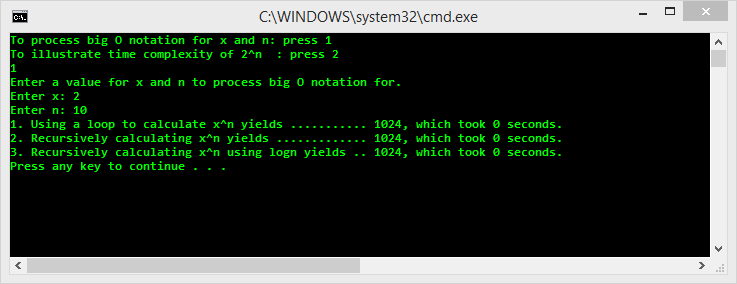 C:\WINDOWS\system32\cmd.exe
To process big O notation for x and n: press 1
To illustrate time complexity of 2^n  : press 2
1
Enter a value for x and n to process big O notation for.
Enter x: 2
Enter n: 10
1. Using a loop to calculate x^n yields ........... 1024, which took 0 seconds.
2. Recursively calculating x^n yields ............. 1024, which took 0 seconds.
3. Recursively calculating x^n using logn yields .. 1024, which took 0 seconds.
Press any key to continue . . .